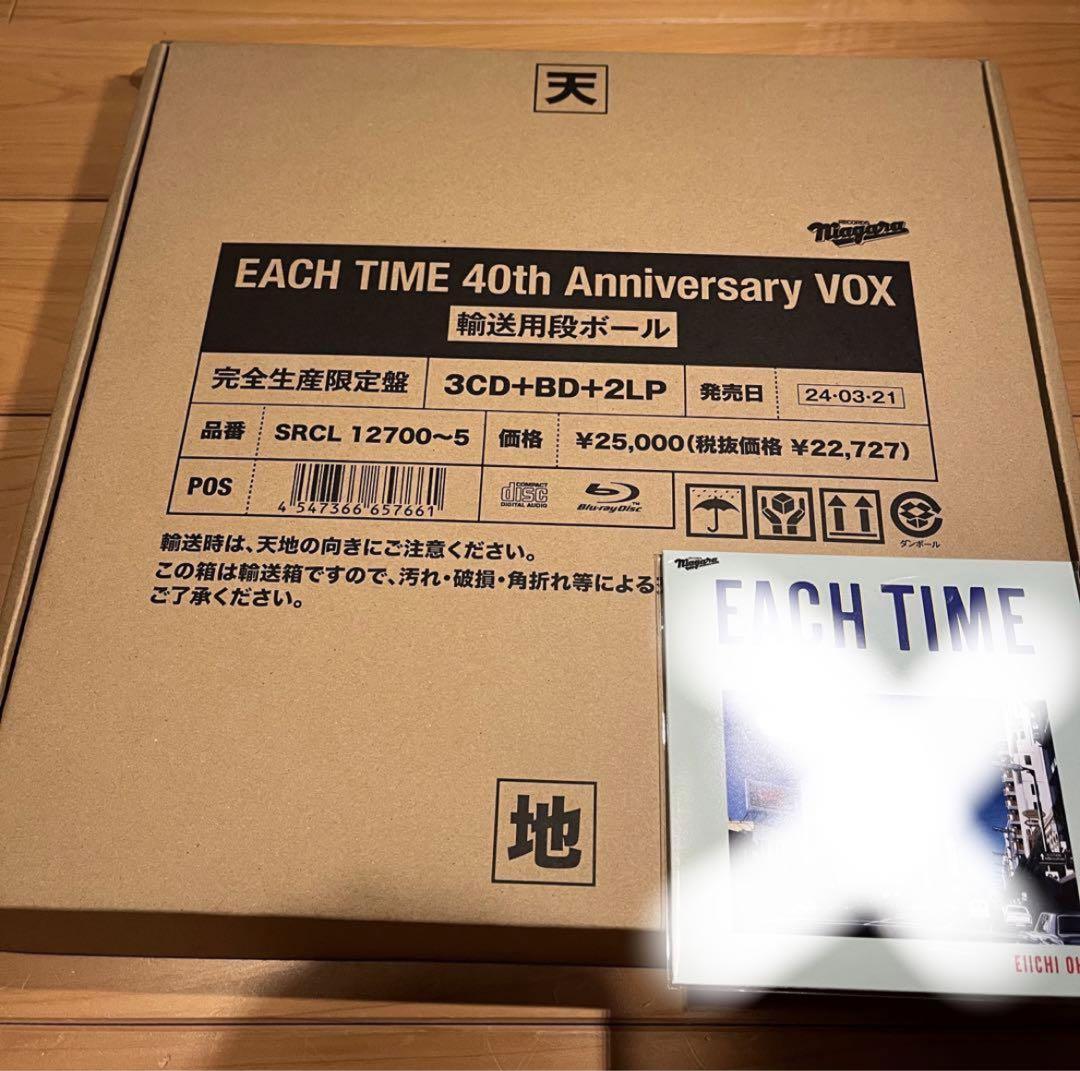 天
RECORDS
Niagara
EACH TIME 40th Anniversary VOX
輸送用段ボール
完全生産限定盤 3CD+BD+2LP 発売日 24・03・21
品番 SRCL 12700～5 価格 ¥25,000(税抜価格 ¥22,727)
POS 4 547366 657661 COMPACT disc DIGITAL AUDIO Blu-ray Disc
ダンボール
輸送時は、天地の向きにご注意ください。
この箱は輸送箱ですので、汚れ・破損・角折れ等による
ご了承ください。
Niagara
EACH TIME
地
EIICHI